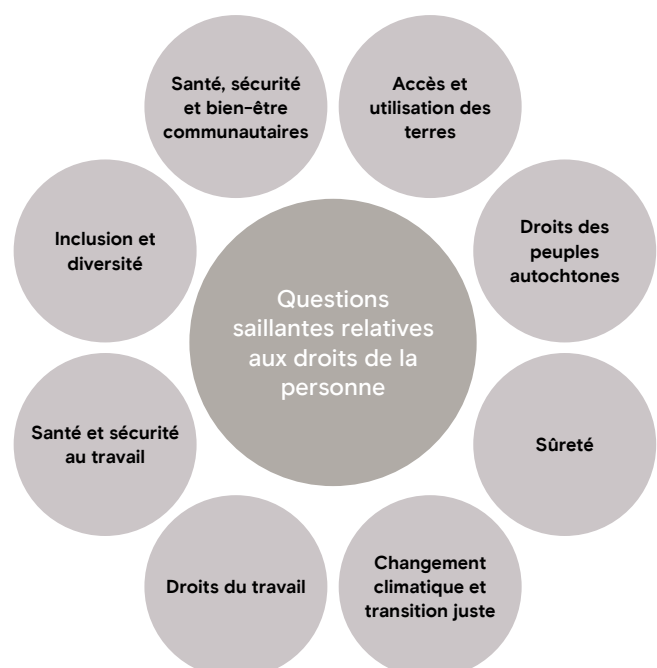 Santé, sécurité
et bien-être
communautaires
Accès et
utilisation des
terres
Inclusion et
diversité
Droits des
peuples
autochtones
Questions
saillantes relatives
aux droits de la
personne
Santé et sécurité
au travail
Sûreté
Droits du travail
Changement
climatique et
transition juste